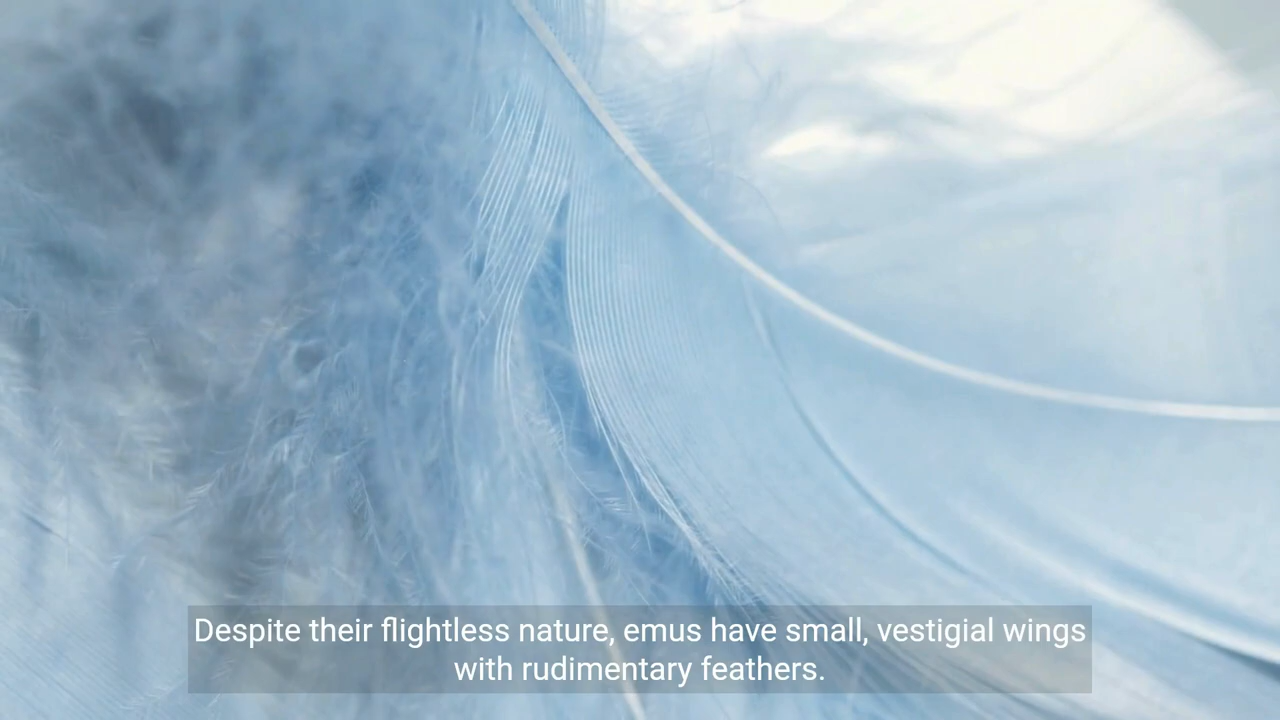 Despite their flightless nature, emus have small, vestigial wings
with rudimentary feathers.